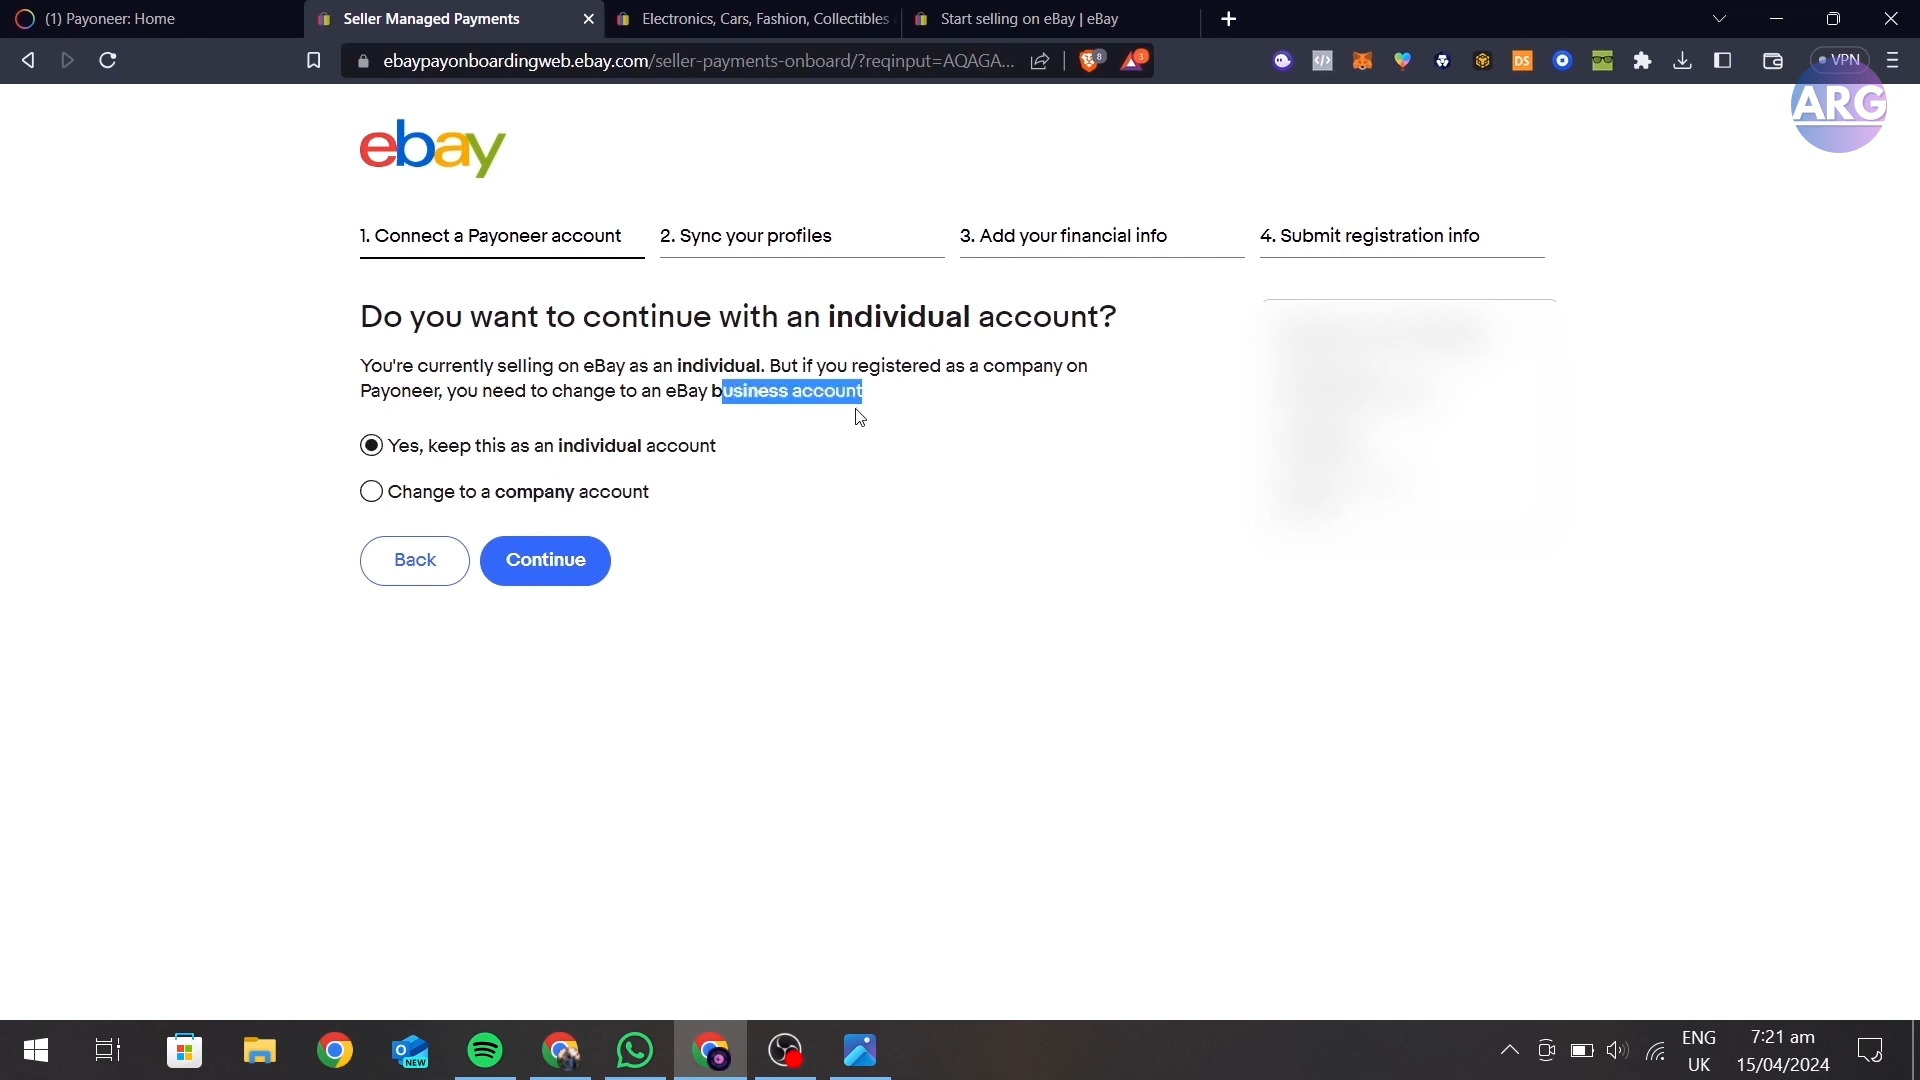 (1) Payoneer: Home
Seller Managed Payments
Electronics, Cars, Fashion, Collectibles
Start selling on eBay | eBay
ebaypayonboardingweb.ebay.com/seller-payments-onboard/?reqinput=AQAGA...
8
3
DS
VPN
ARG
ebay
1. Connect a Payoneer account
2. Sync your profiles
3. Add your financial info
4. Submit registration info
Do you want to continue with an individual account?
You're currently selling on eBay as an individual. But if you registered as a company on
Payoneer, you need to change to an eBay business account
Yes, keep this as an individual account
Change to a company account
Back
Continue
NEW
ENG
UK
7:21 am
15/04/2024